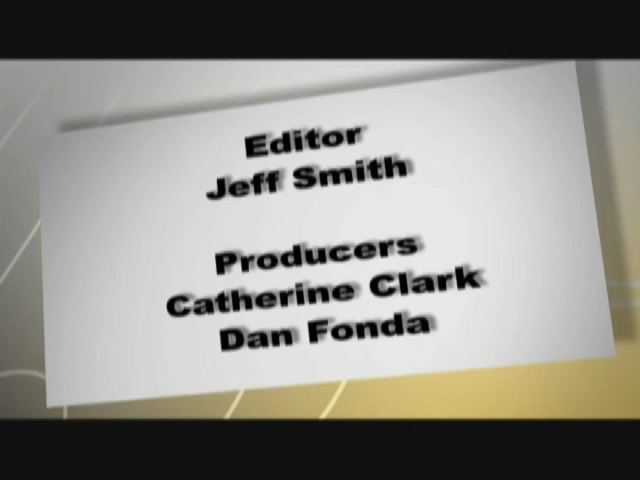 Editor
Jeff Smith
Producers
Catherine Clark
Dan Fonda